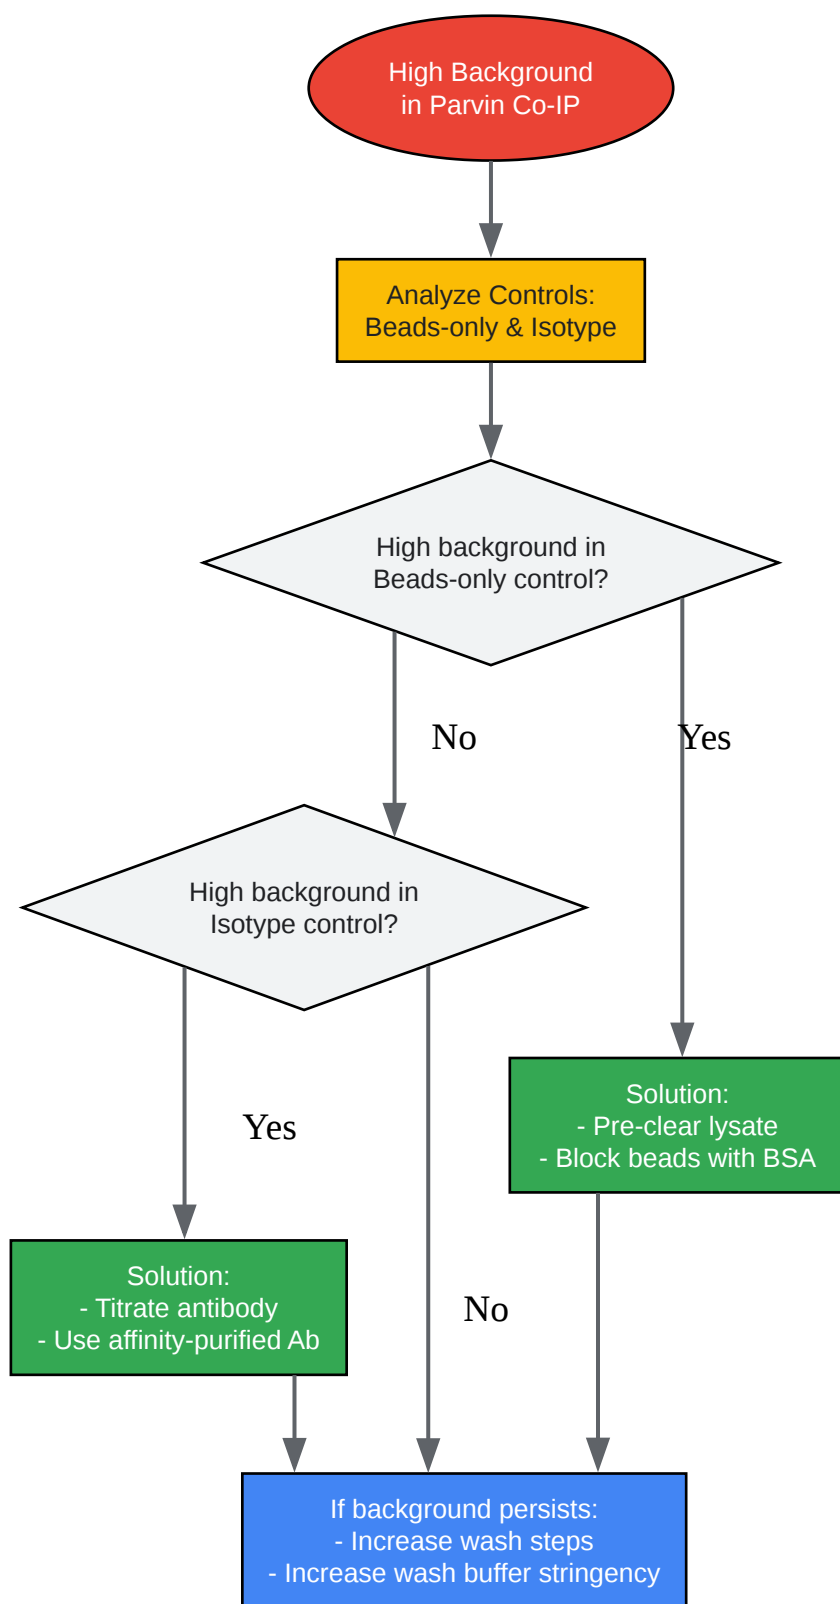 High Background
in Parvin Co-IP
Analyze Controls:
Beads-only & Isotype
High background in
Beads-only control?
No
Yes
High background in
Isotype control?
Solution:
- Pre-clear lysate
- Block beads with BSA
Yes
Solution:
- Titrate antibody
- Use affinity-purified Ab
No
If background persists:
- Increase wash steps
- Increase wash buffer stringency